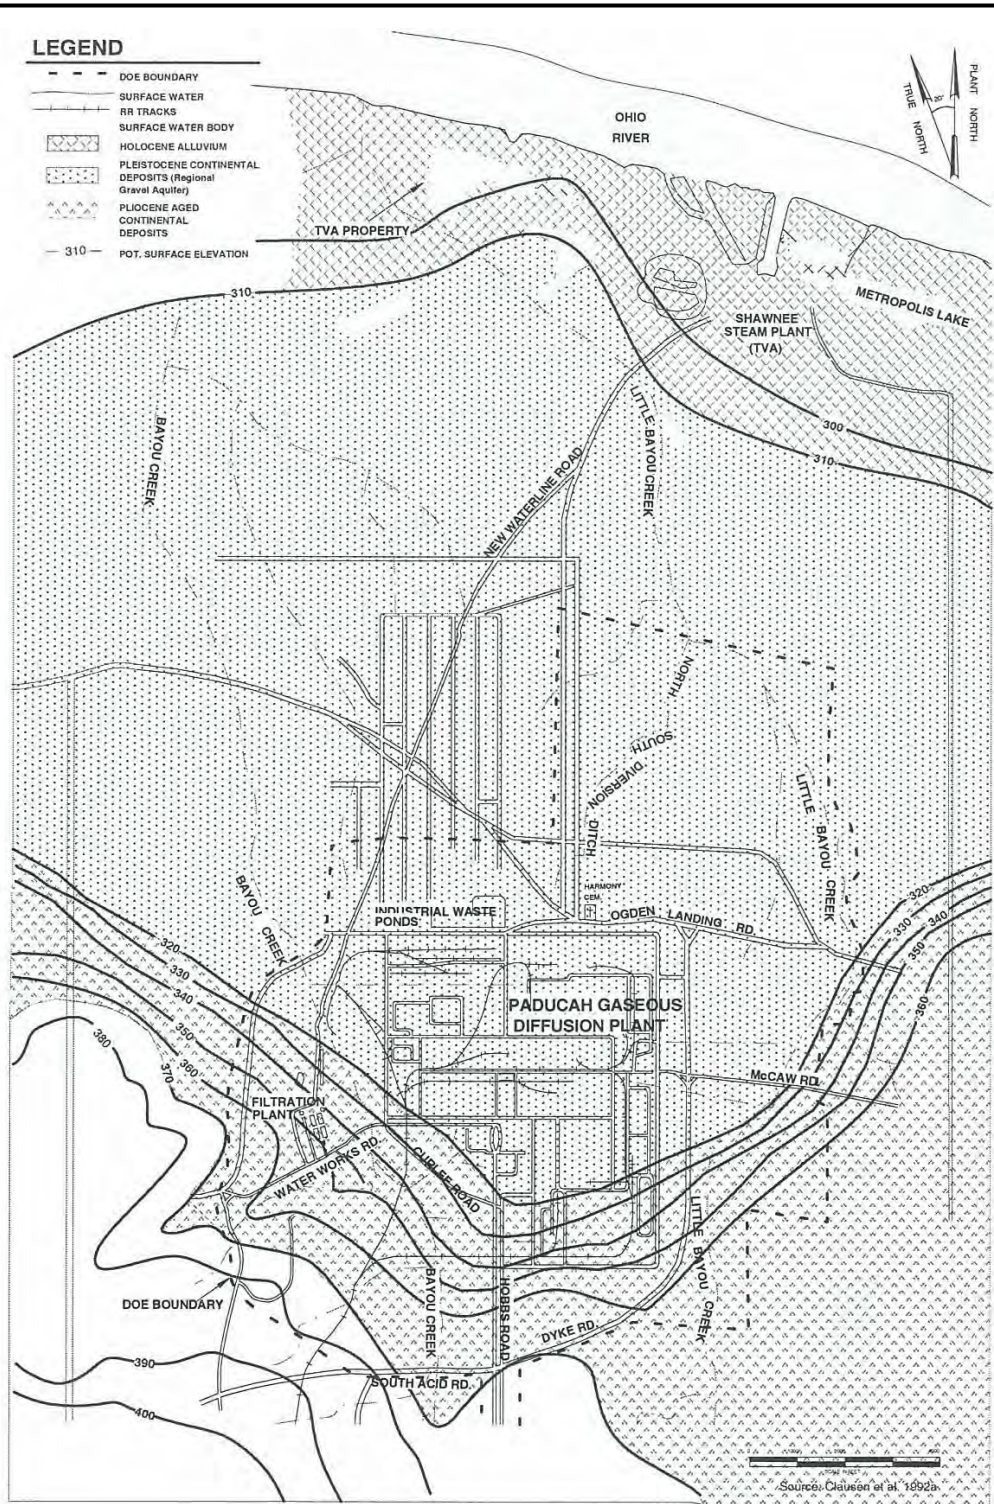 LEGEND
DOE BOUNDARY
SURFACE WATER
RR TRACKS
SURFACE WATER BODY
HOLOCENE ALLUVIUM
PLEISTOCENE CONTINENTAL
DEPOSITS (Regional
Gravel Aquifer)
PLIOCENE AGED
CONTINENTAL
DEPOSITS
310
POT. SURFACE ELEVATION
OHIO
RIVER
TRUE NORTH
20°
PLANT NORTH
TVA PROPERTY
310
METROPOLIS LAKE
SHAWNEE
STEAM PLANT
(TVA)
300
310
BAYOU CREEK
LITTLE BAYOU CREEK
NEW WATERLINE ROAD
NORTH
SOUTH
DIVERSION
DITCH
LITTLE BAYOU CREEK
HARMONY
CEM.
INDUSTRIAL WASTE
PONDS
OGDEN LANDING RD.
BAYOU CREEK
320
330
340
350
360
370
380
320
330
340
350
360
PADUCAH GASEOUS
DIFFUSION PLANT
McCAW RD.
FILTRATION
PLANT
WATER WORKS RD.
CURLEE ROAD
LITTLE BAYOU CREEK
BAYOU CREEK
HOBBS ROAD
DYKE RD.
DOE BOUNDARY
SOUTH ACID RD.
390
400
Source: Clausen et al. 1992a